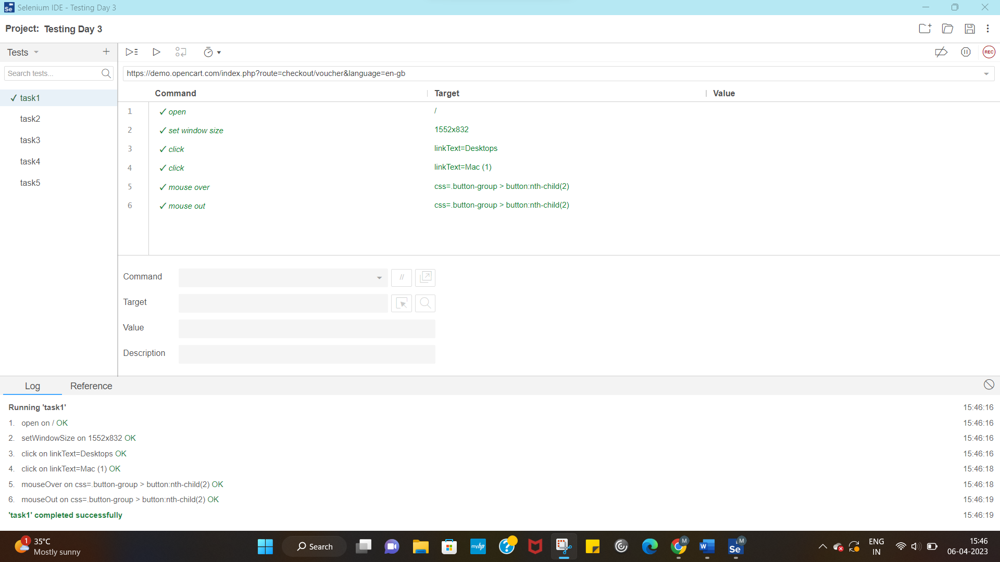 Selenium IDE - Testing Day 3
Project: Testing Day 3
Tests
REC
Search tests...
https://demo.opencart.com/index.php?route=checkout/voucher&language=en-gb
Command Target Value
✓ task1
task2
task3
task4
task5
1 ✓ open /
2 ✓ set window size 1552x832
3 ✓ click linkText=Desktops
4 ✓ click linkText=Mac (1)
5 ✓ mouse over css=.button-group > button:nth-child(2)
6 ✓ mouse out css=.button-group > button:nth-child(2)
Command //
Target
Value
Description
Log Reference
Running 'task1' 15:46:16
1. open on / OK 15:46:16
2. setWindowSize on 1552x832 OK 15:46:16
3. click on linkText=Desktops OK 15:46:16
4. click on linkText=Mac (1) OK 15:46:18
5. mouseOver on css=.button-group > button:nth-child(2) OK 15:46:18
6. mouseOut on css=.button-group > button:nth-child(2) OK 15:46:19
'task1' completed successfully 15:46:19
1 35°C
Mostly sunny
Search
myhp
?
M
W
Se
M
ENG
IN
15:46
06-04-2023